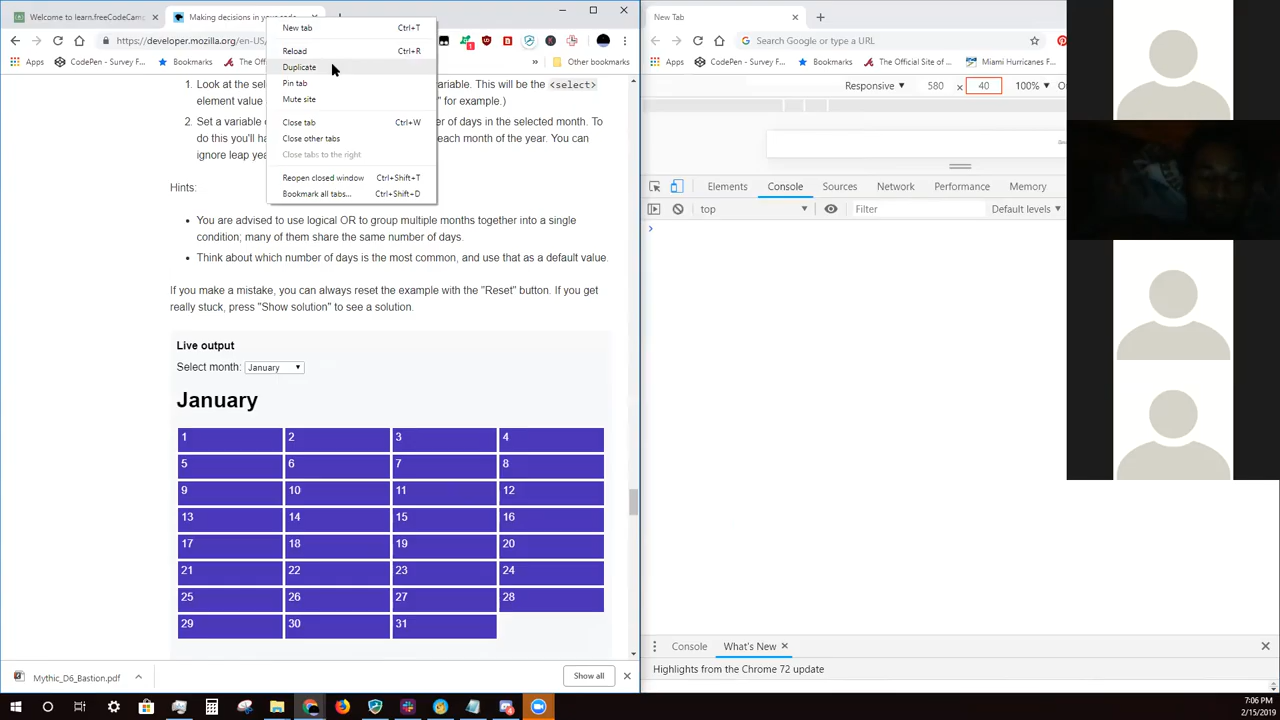 Welcome to learn.freeCodeCam
Making decisions in your
New tab Ctrl+T
Reload Ctrl+R
Duplicate
Pin tab
Mute site
Close tab Ctrl+W
Close other tabs
Close tabs to the right
Reopen closed window Ctrl+Shift+T
Bookmark all tabs... Ctrl+Shift+D
https://developer.mozilla.org/en-US/
Apps CodePen - Survey F... Bookmarks The Off
» Other bookmarks
1. Look at the sel
ariable. This will be the <select>
element value
" for example.)
2. Set a variable
er of days in the selected month. To
do this you'll ha
each month of the year. You can
ignore leap yea
Hints:
• You are advised to use logical OR to group multiple months together into a single
condition; many of them share the same number of days.
• Think about which number of days is the most common, and use that as a default value.
If you make a mistake, you can always reset the example with the "Reset" button. If you get
really stuck, press "Show solution" to see a solution.
Live output
Select month: January
January
1 2 3 4
5 6 7 8
9 10 11 12
13 14 15 16
17 18 19 20
21 22 23 24
25 26 27 28
29 30 31
Mythic_D6_Bastion.pdf
Show all
New Tab
Search Google or type a URL
Apps CodePen - Survey F... Bookmarks The Official Site of ... Miami Hurricanes F...
Responsive 580 × 40 100% On
Elements Console Sources Network Performance Memory
top Filter Default levels
Console What's New
Highlights from the Chrome 72 update
7:06 PM
2/15/2019